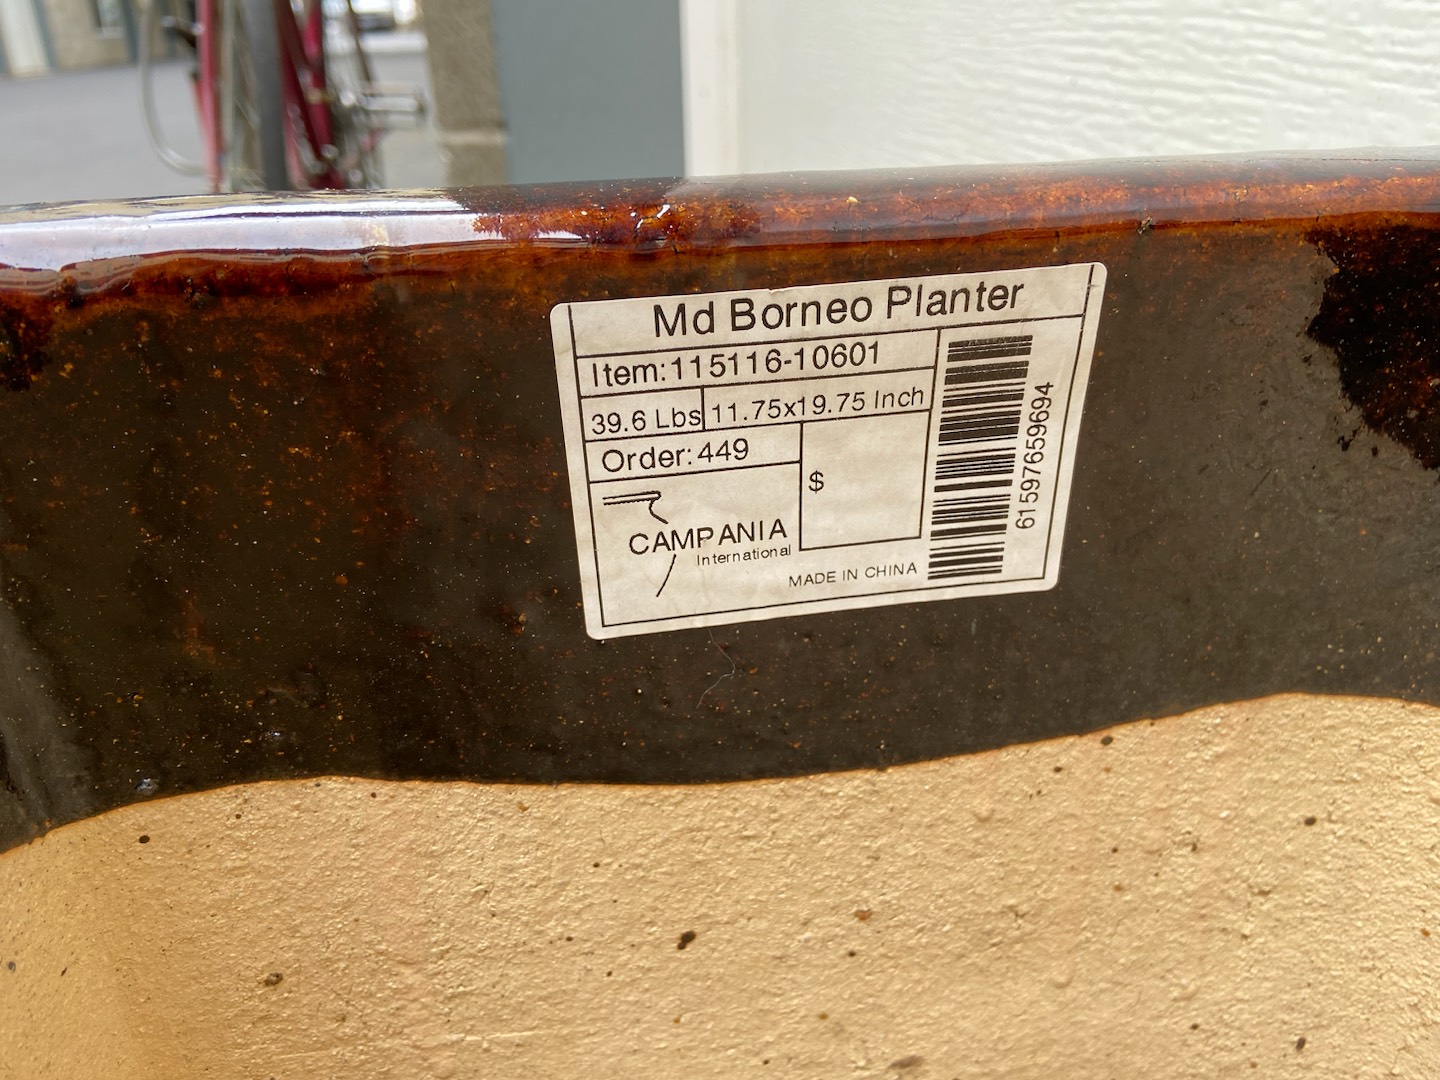 Md Borneo Planter
Item:115116-10601
39.6 Lbs 11.75x19.75 Inch
Order:449
$
CAMPANIA
International
MADE IN CHINA
61597659694